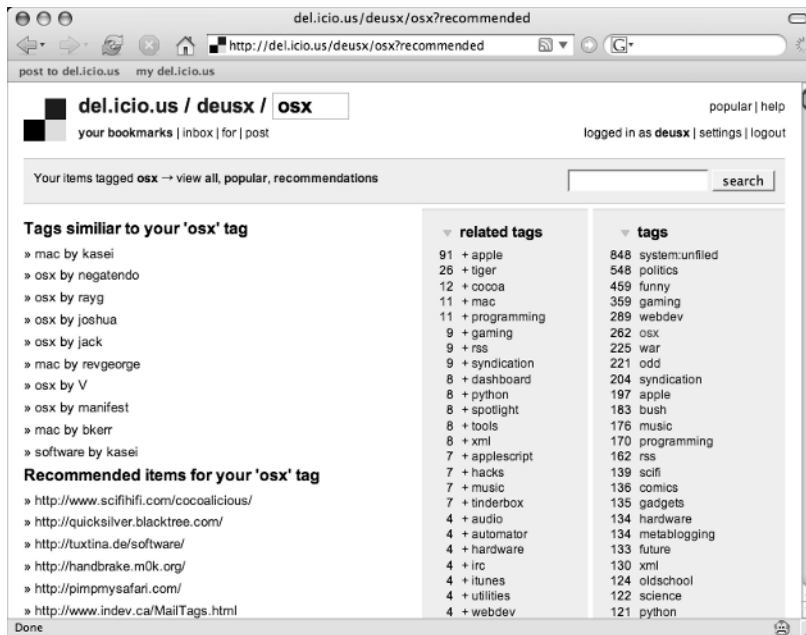 del.icio.us/deusx/osx?recommended
http://del.icio.us/deusx/osx?recommended
G
post to del.icio.us my del.icio.us
del.icio.us / deusx / osx
popular | help
your bookmarks | inbox | for | post
logged in as deusx | settings | logout
Your items tagged osx → view all, popular, recommendations
search
Tags similiar to your 'osx' tag
» mac by kasei
» osx by negatendo
» osx by rayg
» osx by joshua
» osx by jack
» mac by revgeorge
» osx by V
» osx by manifest
» mac by bkerr
» software by kasei
Recommended items for your 'osx' tag
» http://www.scifihifi.com/cocoalicious/
» http://quicksilver.blacktree.com/
» http://tuxtina.de/software/
» http://handbrake.m0k.org/
» http://pimpmysafari.com/
» http://www.indev.ca/MailTags.html
related tags
91 + apple
26 + tiger
12 + cocoa
11 + mac
11 + programming
9 + gaming
9 + rss
9 + syndication
8 + dashboard
8 + python
8 + spotlight
8 + tools
8 + xml
7 + applescript
7 + hacks
7 + music
7 + tinderbox
4 + audio
4 + automator
4 + hardware
4 + irc
4 + itunes
4 + utilities
4 + webdev
tags
848 system:unfiled
548 politics
459 funny
359 gaming
289 webdev
262 osx
225 war
221 odd
204 syndication
197 apple
183 bush
176 music
170 programming
162 rss
139 scifi
136 comics
135 gadgets
134 hardware
134 metablogging
133 future
130 xml
124 oldschool
122 science
121 python
Done